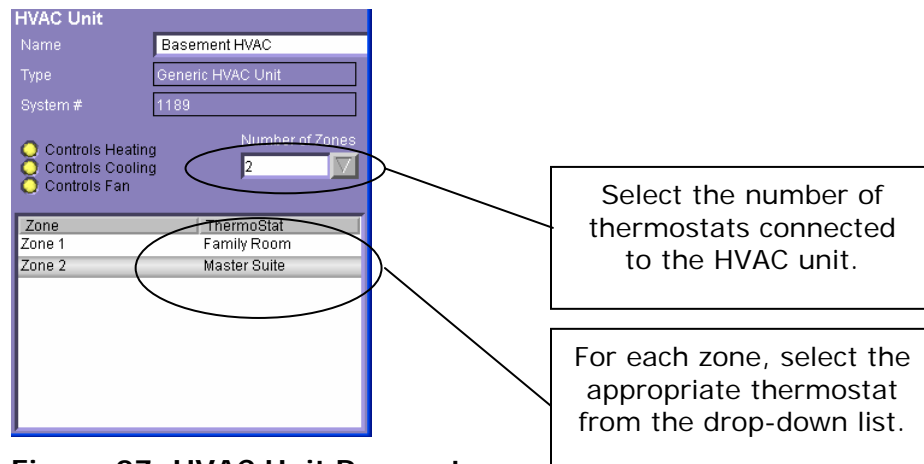 HVAC Unit
Name Basement HVAC
Type Generic HVAC Unit
System # 1189
Number of Zones
Controls Heating
Controls Cooling 2
Controls Fan
Zone ThermoStat
Zone 1 Family Room
Zone 2 Master Suite
Select the number of
thermostats connected
to the HVAC unit.
For each zone, select the
appropriate thermostat
from the drop-down list.